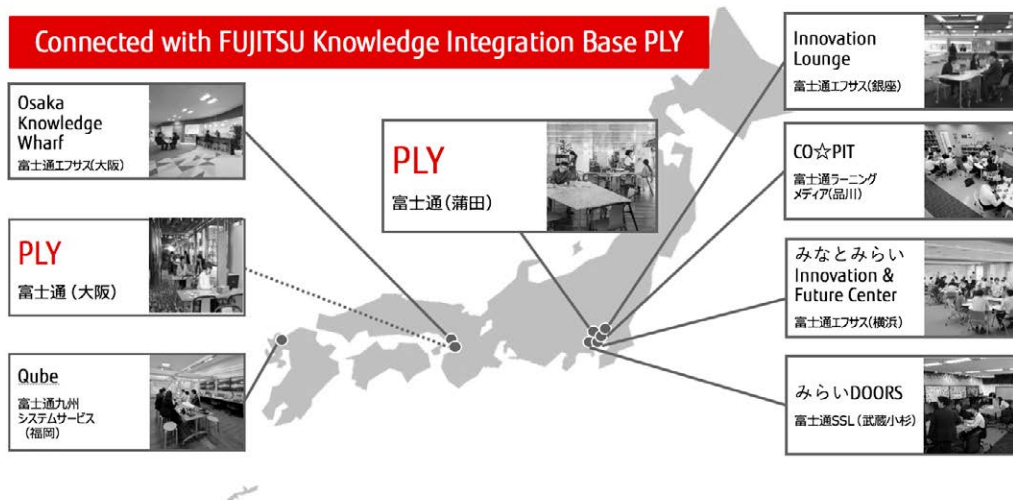 Connected with FUJITSU Knowledge Integration Base PLY
Osaka
Knowledge
Wharf
富士通エフサス(大阪)
PLY
富士通（大阪）
Qube
富士通九州
システムサービス
（福岡）
PLY
富士通（蒲田）
Innovation
Lounge
富士通エフサス(銀座)
CO☆PIT
富士通ラーニング
メディア(品川)
みなとみらい
Innovation &
Future Center
富士通エフサス(横浜)
みらいDOORS
富士通SSL（武蔵小杉）